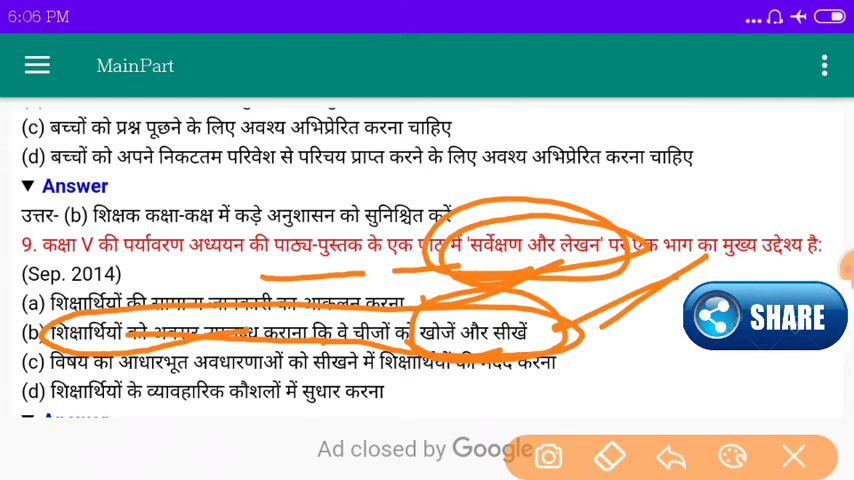 6:06 PM
MainPart
(c) बच्चों को प्रश्न पूछने के लिए अवश्य अभिप्रेरित करना चाहिए
(d) बच्चों को अपने निकटतम परिवेश से परिचय प्राप्त करने के लिए अवश्य अभिप्रेरित करना चाहिए
▼ Answer
उत्तर- (b) शिक्षक कक्षा-कक्ष में कड़े अनुशासन को सुनिश्चित करें
9. कक्षा V की पर्यावरण अध्ययन की पाठ्य-पुस्तक के एक पाठ में 'सर्वेक्षण और लेखन' पर एक भाग का मुख्य उद्देश्य है:
(Sep. 2014)
(a) शिक्षार्थियों की सामान्य जानकारी का आकलन करना
(b) शिक्षार्थियों को अवसर उपलब्ध कराना कि वे चीजों को खोजें और सीखें
SHARE
(c) विषय की आधारभूत अवधारणाओं को सीखने में शिक्षार्थियों की मदद करना
(d) शिक्षार्थियों के व्यावहारिक कौशलों में सुधार करना
Ad closed by Google